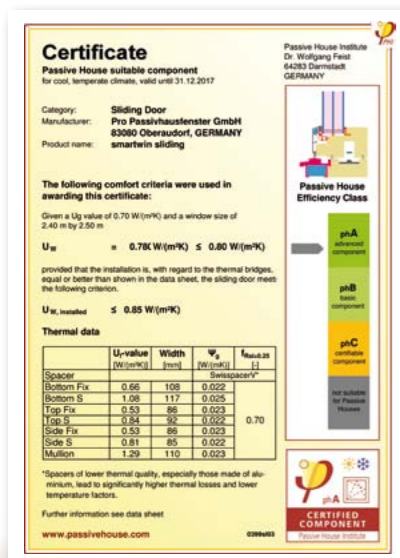 Certificate
Passive House suitable component
for cool, temperate climate, valid until 31.12.2017
Passive House Institute
Dr. Wolfgang Feist
64283 Darmstadt
GERMANY
Category: Sliding Door
Manufacturer: Pro Passivhausfenster GmbH
83080 Oberaudorf, GERMANY
Product name: smartwin sliding
The following comfort criteria were used in
awarding this certificate:
Given a Ug value of 0.70 W/(m²K) and a window size of
2.40 m by 2.50 m
UW = 0.78 W/(m²K) ≤ 0.80 W/(m²K)
provided that the installation is, with regard to the thermal bridges,
equal or better than shown in the data sheet, the sliding door meets
the following criterion.
UW, installed ≤ 0.85 W/(m²K)
Thermal data
Uf-value Width Ψg fRsi=0.25
[W/(m²K)] [mm] [W/(mK)] [-]
Spacer SwisspacerV*
Bottom Fix 0.66 108 0.022
Bottom S 1.08 117 0.025
Top Fix 0.53 86 0.023
Top S 0.84 92 0.022 0.70
Side Fix 0.53 86 0.023
Side S 0.81 85 0.022
Mullion 1.29 110 0.023
*Spacers of lower thermal quality, especially those made of alu-
minium, lead to significantly higher thermal losses and lower
temperature factors.
Further information see data sheet
www.passivehouse.com 0399sl03
Passive House
Efficiency Class
phA
advanced
component
phB
basic
component
phC
certifiable
component
not suitable
for Passive
Houses
phA
CERTIFIED
COMPONENT
Passive House Institute